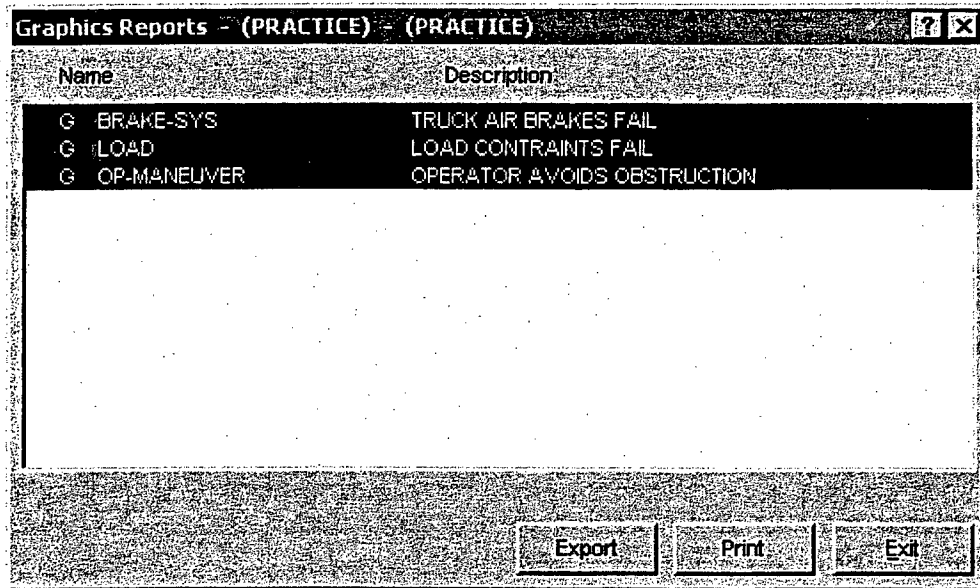 Graphics Reports - (PRACTICE) - (PRACTICE) ? X
Name Description
G BRAKE-SYS TRUCK AIR BRAKES FAIL
G LOAD LOAD CONTRAINTS FAIL
G OP-MANEUVER OPERATOR AVOIDS OBSTRUCTION
Export Print Exit